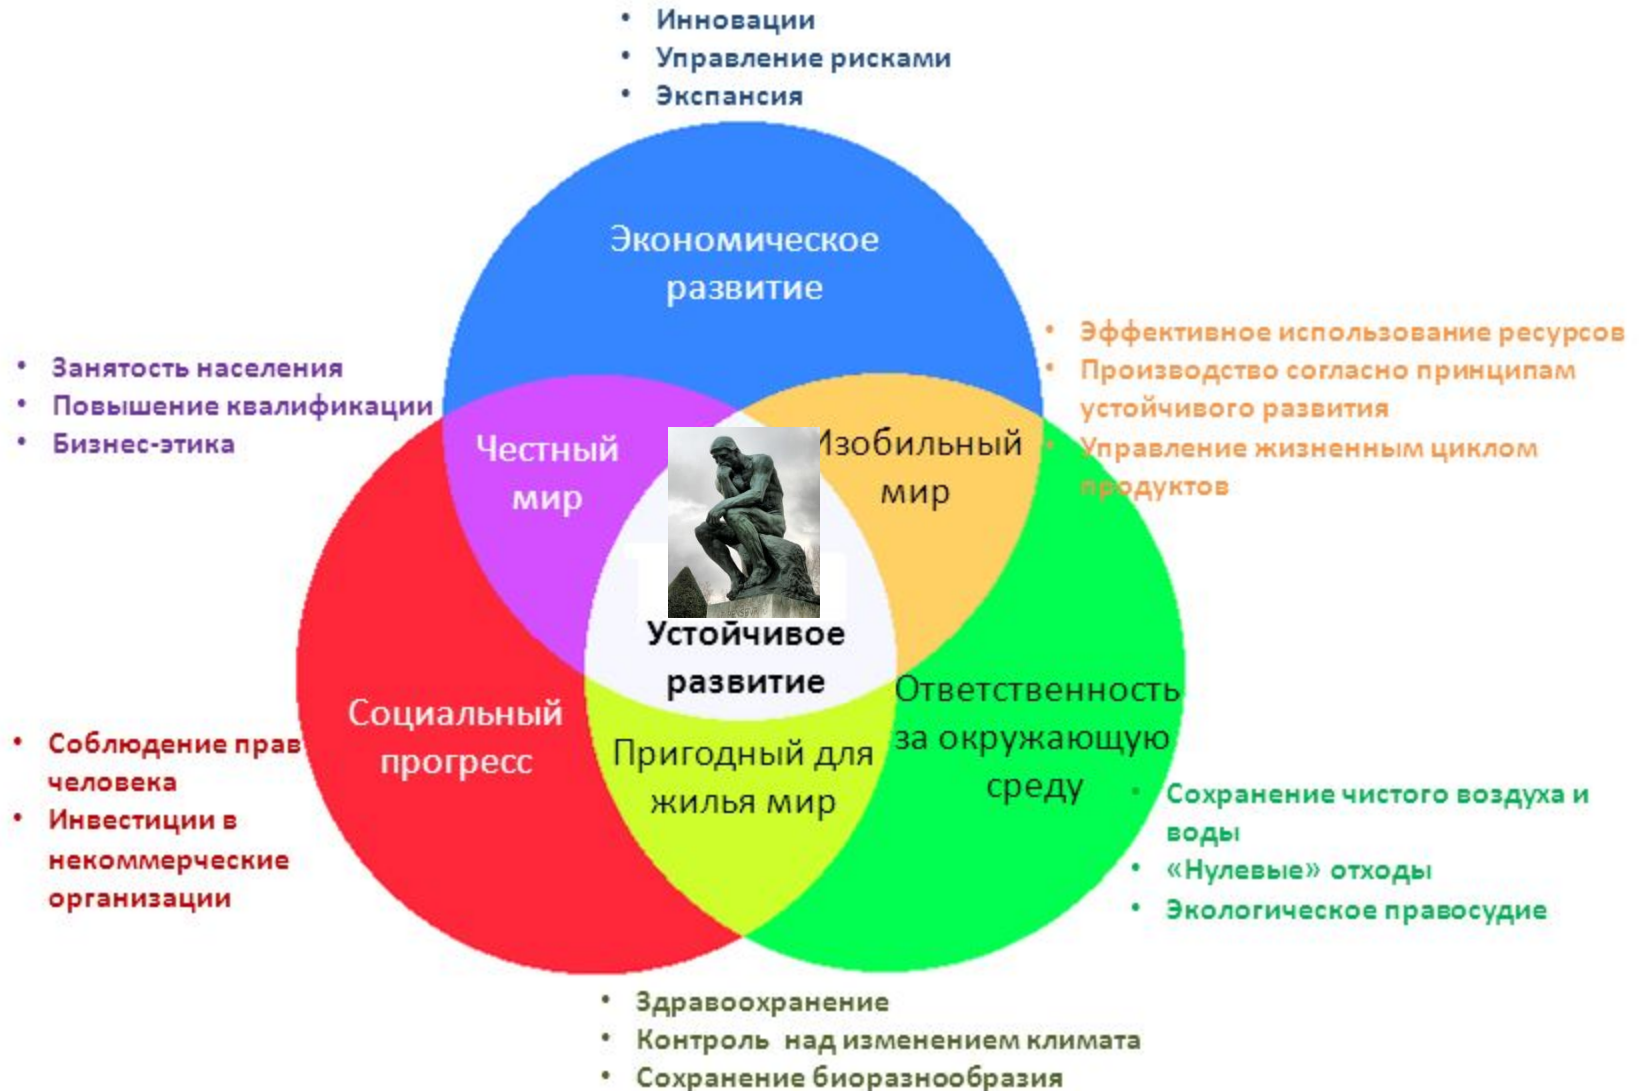 Инновации
Управление рисками
Экспансия
Экономическое
развитие
Занятость населения
Повышение квалификации
Бизнес-этика
Эффективное использование ресурсов
Производство согласно принципам
устойчивого развития
Управление жизненным циклом
продуктов
Честный
мир
Изобильный
мир
Устойчивое
развитие
Социальный
прогресс
Ответственность
за окружающую
среду
Пригодный для
жилья мир
Соблюдение прав
человека
Инвестиции в
некоммерческие
организации
Сохранение чистого воздуха и
воды
«Нулевые» отходы
Экологическое правосудие
Здравоохранение
Контроль над изменением климата
Сохранение биоразнообразия